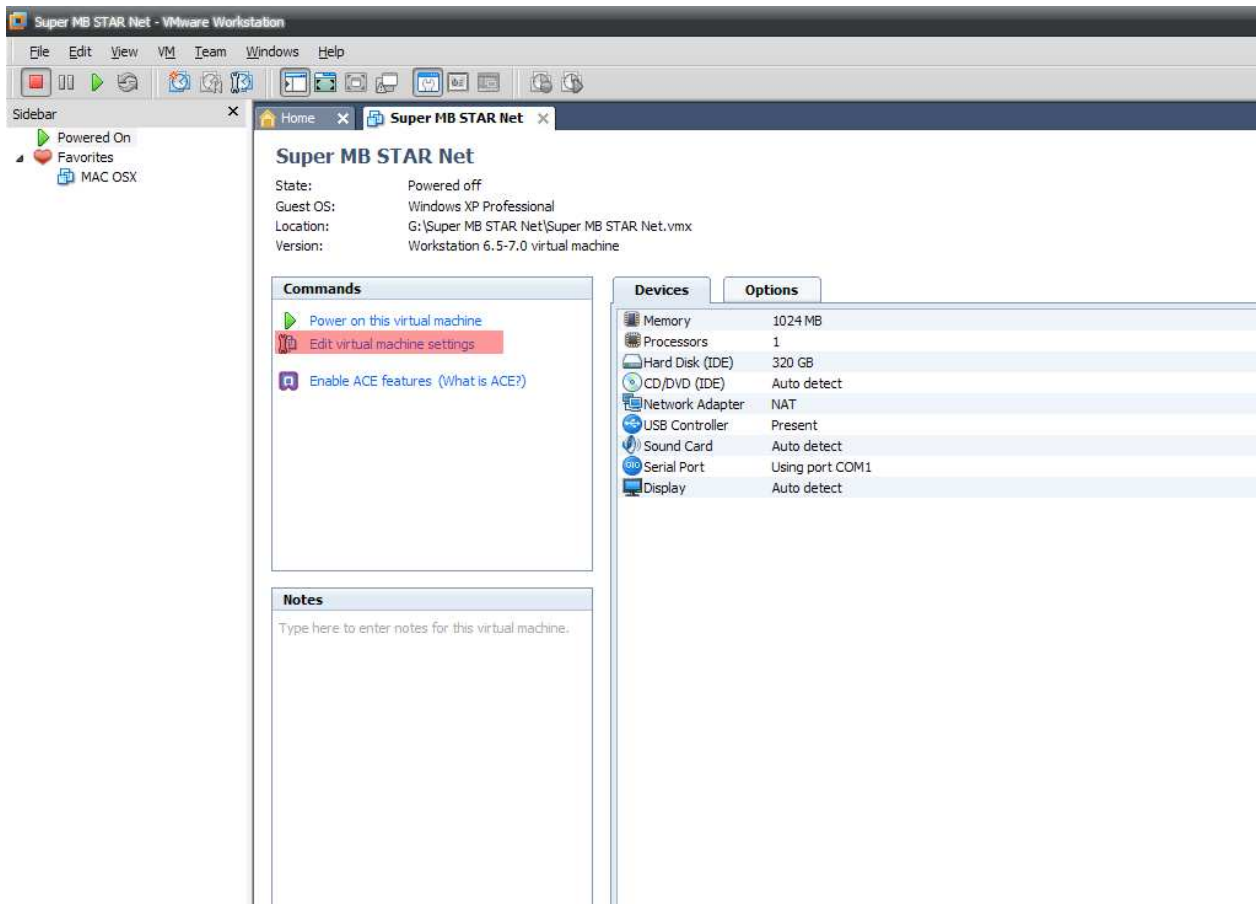 Super MB STAR Net - VMware Workstation
File Edit View VM Team Windows Help
Sidebar
Powered On
Favorites
MAC OSX
Home Super MB STAR Net
Super MB STAR Net
State: Powered off
Guest OS: Windows XP Professional
Location: G:\Super MB STAR Net\Super MB STAR Net.vmx
Version: Workstation 6.5-7.0 virtual machine
Commands
Power on this virtual machine
Edit virtual machine settings
Enable ACE features (What is ACE?)
Notes
Type here to enter notes for this virtual machine.
Devices Options
Memory 1024 MB
Processors 1
Hard Disk (IDE) 320 GB
CD/DVD (IDE) Auto detect
Network Adapter NAT
USB Controller Present
Sound Card Auto detect
Serial Port Using port COM1
Display Auto detect